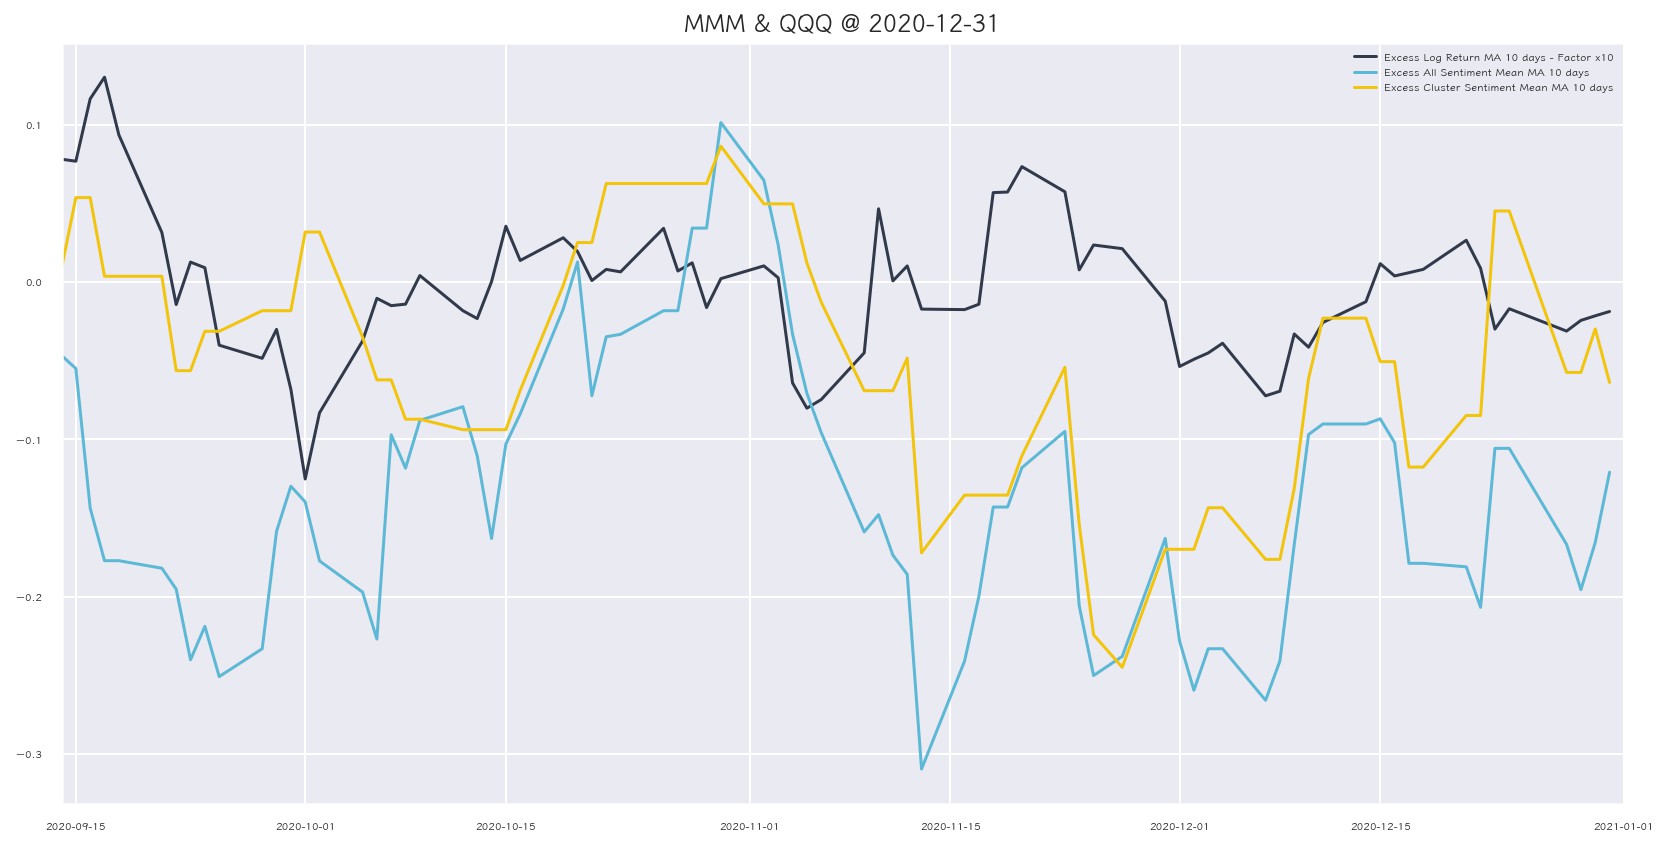 MMM & QQQ @ 2020-12-31
Excess Log Return MA 10 days - Factor x10
Excess All Sentiment Mean MA 10 days
Excess Cluster Sentiment Mean MA 10 days
0.1
0.0
−0.1
−0.2
−0.3
2020-09-15 2020-10-01 2020-10-15 2020-11-01 2020-11-15 2020-12-01 2020-12-15 2021-01-01